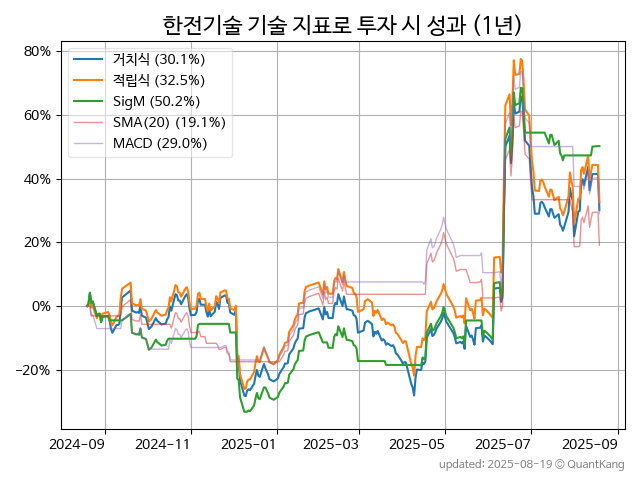 한전기술 기술 지표로 투자 시 성과 (1년)
80%
60%
40%
20%
0%
−20%
거치식 (30.1%)
적립식 (32.5%)
SigM (50.2%)
SMA(20) (19.1%)
MACD (29.0%)
2024-09 2024-11 2025-01 2025-03 2025-05 2025-07 2025-09
updated: 2025-08-19 © QuantKang